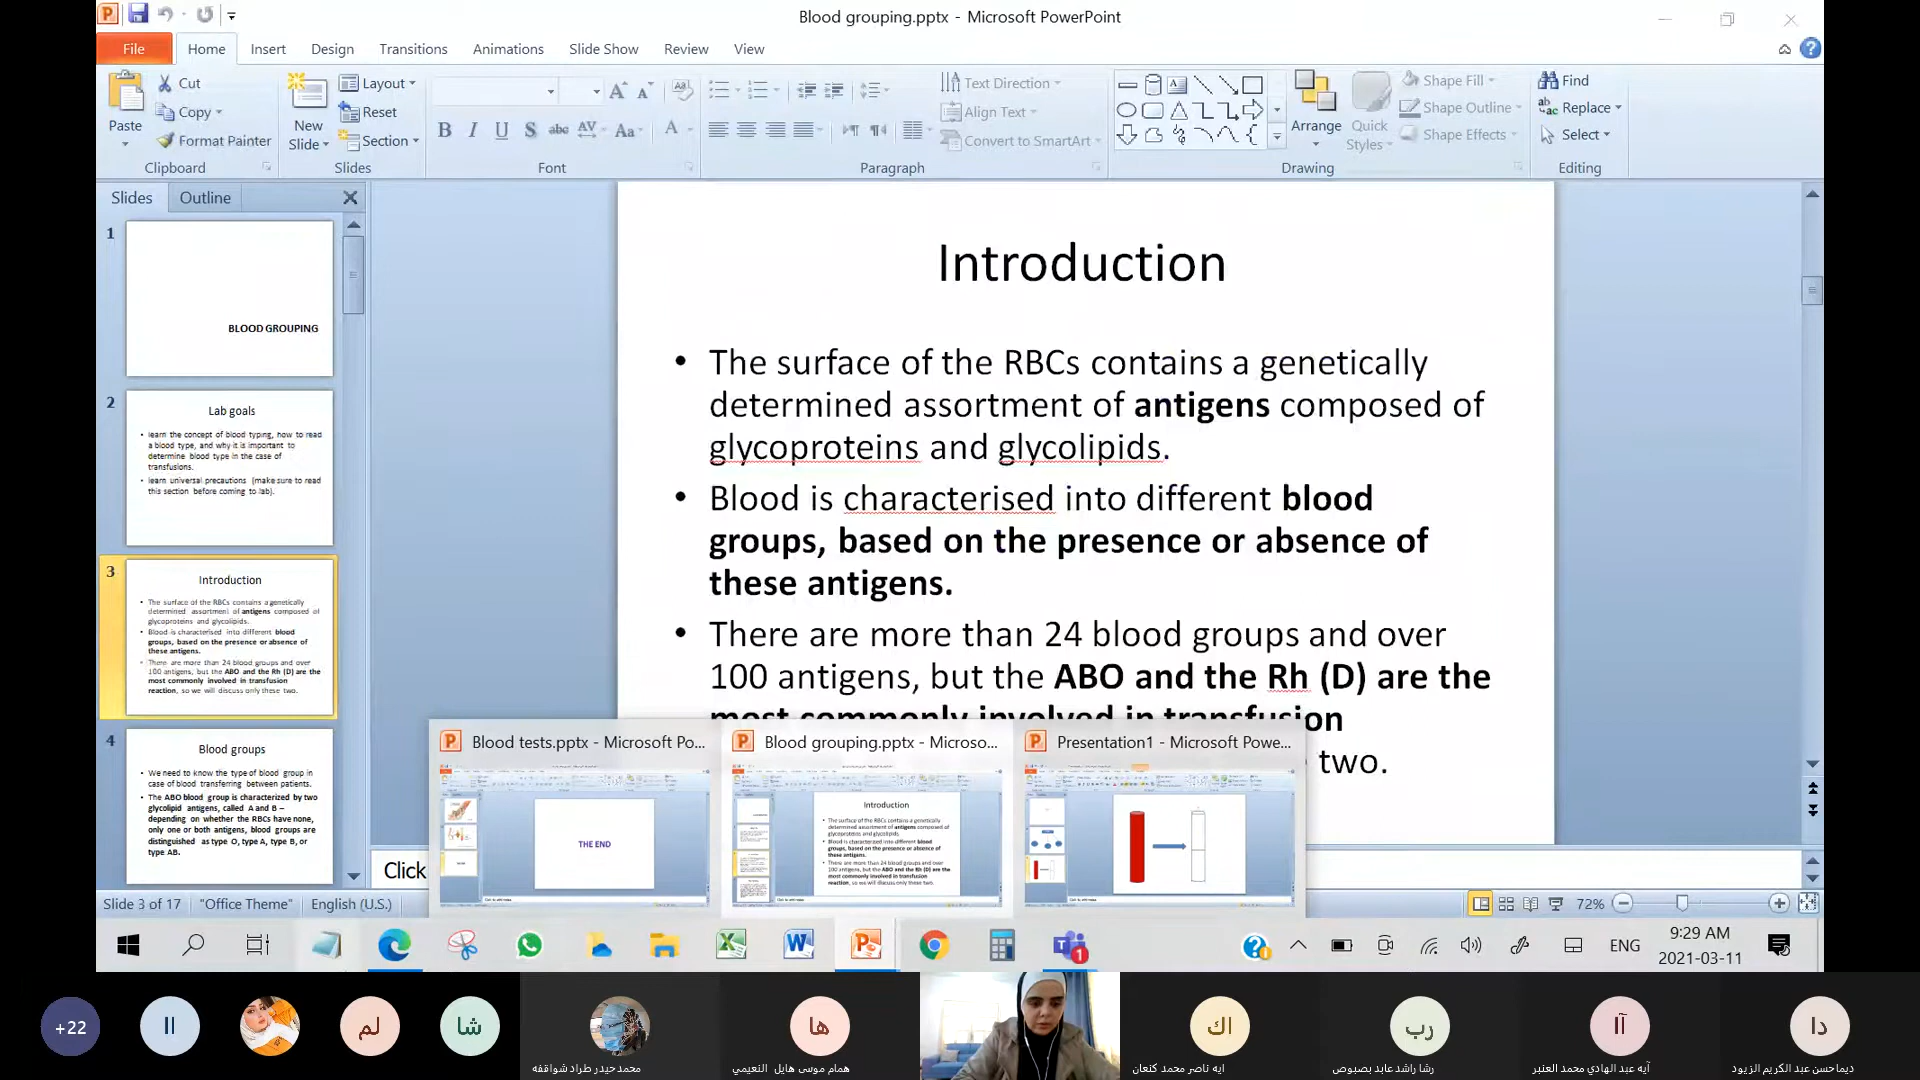 Blood grouping.pptx - Microsoft PowerPoint
File Home Insert Design Transitions Animations Slide Show Review View
Paste
Cut
Copy
Format Painter
Clipboard
New
Slide
Layout
Reset
Section
Slides
B I U S abc AV Aa A
Font
Text Direction
Align Text
Convert to SmartArt
Paragraph
Arrange
Quick
Styles
Shape Fill
Shape Outline
Shape Effects
Drawing
Find
Replace
Select
Editing
Slides Outline
1
BLOOD GROUPING
2
Lab goals
• learn the concept of blood typing, how to read
a blood type, and why it is important to
determine blood type in the case of
transfusions.
• learn universal precautions (make sure to read
this section before coming to lab).
3
Introduction
• The surface of the RBCs contains a genetically
determined assortment of antigens composed of
glycoproteins and glycolipids.
• Blood is characterised into different blood
groups, based on the presence or absence of
these antigens.
• There are more than 24 blood groups and over
100 antigens, but the ABO and the Rh (D) are the
most commonly involved in transfusion
reaction, so we will discuss only these two.
4
Blood groups
• We need to know the type of blood group in
case of blood transferring between patients.
• The ABO blood group is characterized by two
glycolipid antigens, called A and B –
depending on whether the RBCs have none,
only one or both antigens, blood groups are
distinguished as type O, type A, type B, or
type AB.
Introduction
• The surface of the RBCs contains a genetically
determined assortment of antigens composed of
glycoproteins and glycolipids.
• Blood is characterised into different blood
groups, based on the presence or absence of
these antigens.
• There are more than 24 blood groups and over
100 antigens, but the ABO and the Rh (D) are the
most commonly involved in transfusion
two.
Click
Blood tests.pptx - Microsoft Po...
THE END
Blood grouping.pptx - Microso...
Introduction
• The surface of the RBCs contains a genetically
determined assortment of antigens composed of
glycoproteins and glycolipids.
• Blood is characterised into different blood
groups, based on the presence or absence of
these antigens.
• There are more than 24 blood groups and over
100 antigens, but the ABO and the Rh (D) are the
most commonly involved in transfusion
reaction, so we will discuss only these two.
Presentation1 - Microsoft Powe...
Slide 3 of 17 "Office Theme" English (U.S.)
72%
1
ENG
9:29 AM
2021-03-11
+22
اا
لم
شا
محمد حيدر طراد شواقفه
ها
همام موسى هايل النعيمي
اك
ايه ناصر محمد كنعان
رب
رشا راشد عابد بصبوص
آا
آيه عبد الهادي محمد العنبر
دا
ديما حسن عبد الكريم الزيود